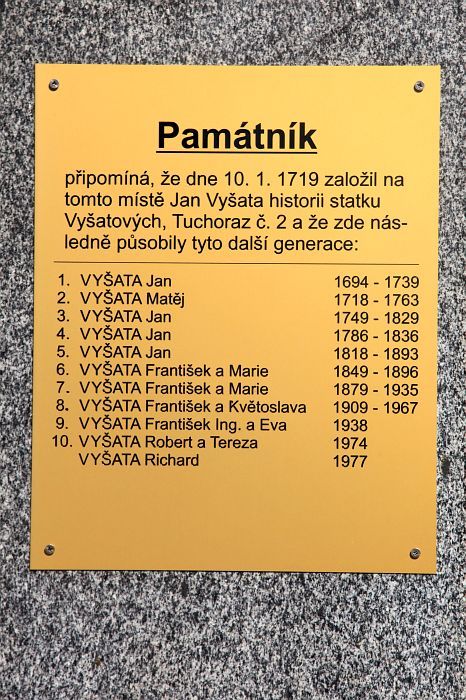 Památník
připomíná, že dne 10. 1. 1719 založil na
tomto místě Jan Vyšata historii statku
Vyšatových, Tuchoraz č. 2 a že zde nás-
ledně působily tyto další generace:
1. VYŠATA Jan 1694 - 1739
2. VYŠATA Matěj 1718 - 1763
3. VYŠATA Jan 1749 - 1829
4. VYŠATA Jan 1786 - 1836
5. VYŠATA Jan 1818 - 1893
6. VYŠATA František a Marie 1849 - 1896
7. VYŠATA František a Marie 1879 - 1935
8. VYŠATA František a Květoslava 1909 - 1967
9. VYŠATA František Ing. a Eva 1938
10. VYŠATA Robert a Tereza 1974
VYŠATA Richard 1977